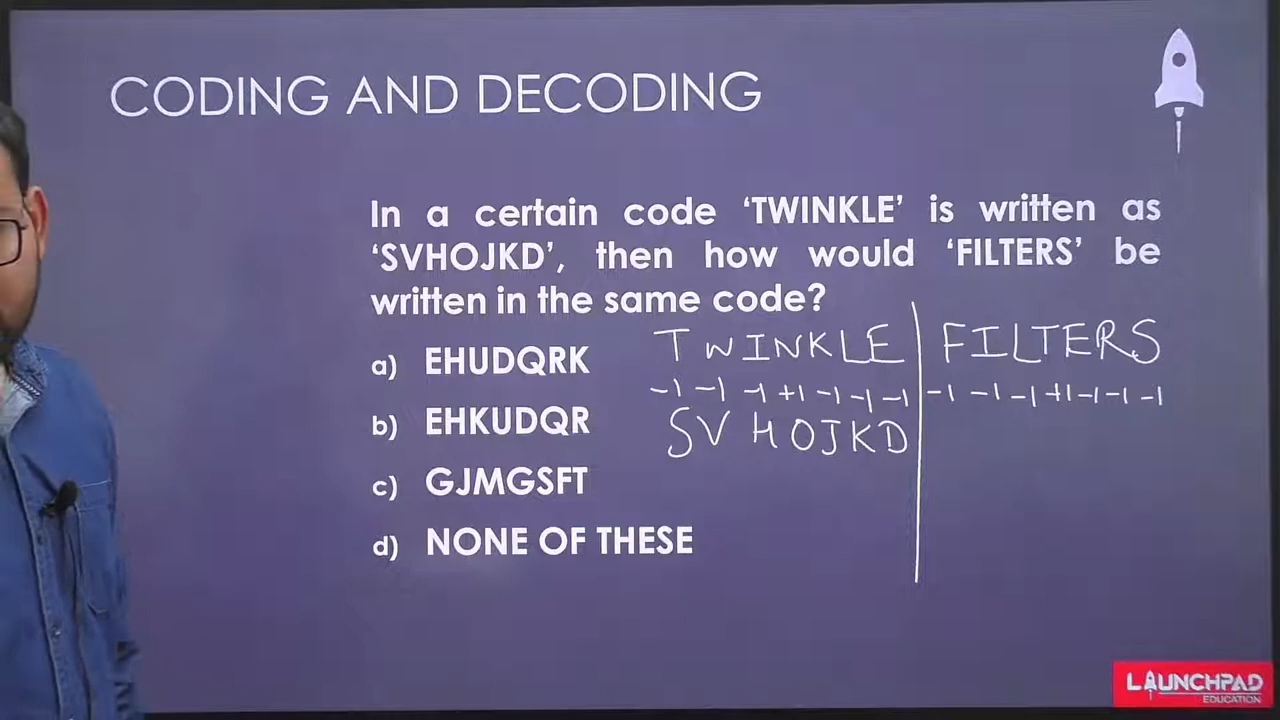 CODING AND DECODING
In a certain code ‘TWINKLE’ is written as
‘SVHOJKD’, then how would ‘FILTERS’ be
written in the same code?
a) EHUDQRK
b) EHKUDQR
c) GJMGSFT
d) NONE OF THESE
TWINKLE
-1 -1 -1 +1 -1 -1 -1
SVHOJKD
FILTERS
-1 -1 -1 +1 -1 -1 -1
LAUNCHPAD
EDUCATION